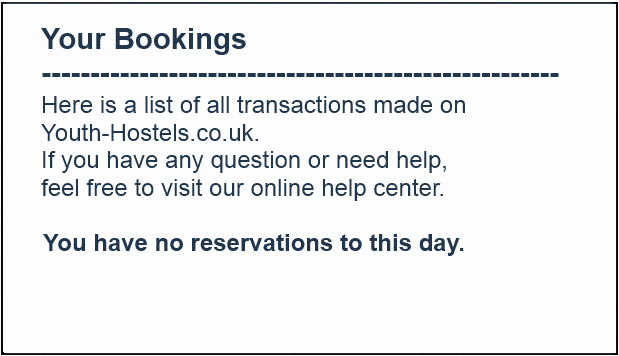 Your Bookings
-----------------------------------------------------
Here is a list of all transactions made on
Youth-Hostels.co.uk.
If you have any question or need help,
feel free to visit our online help center.
You have no reservations to this day.